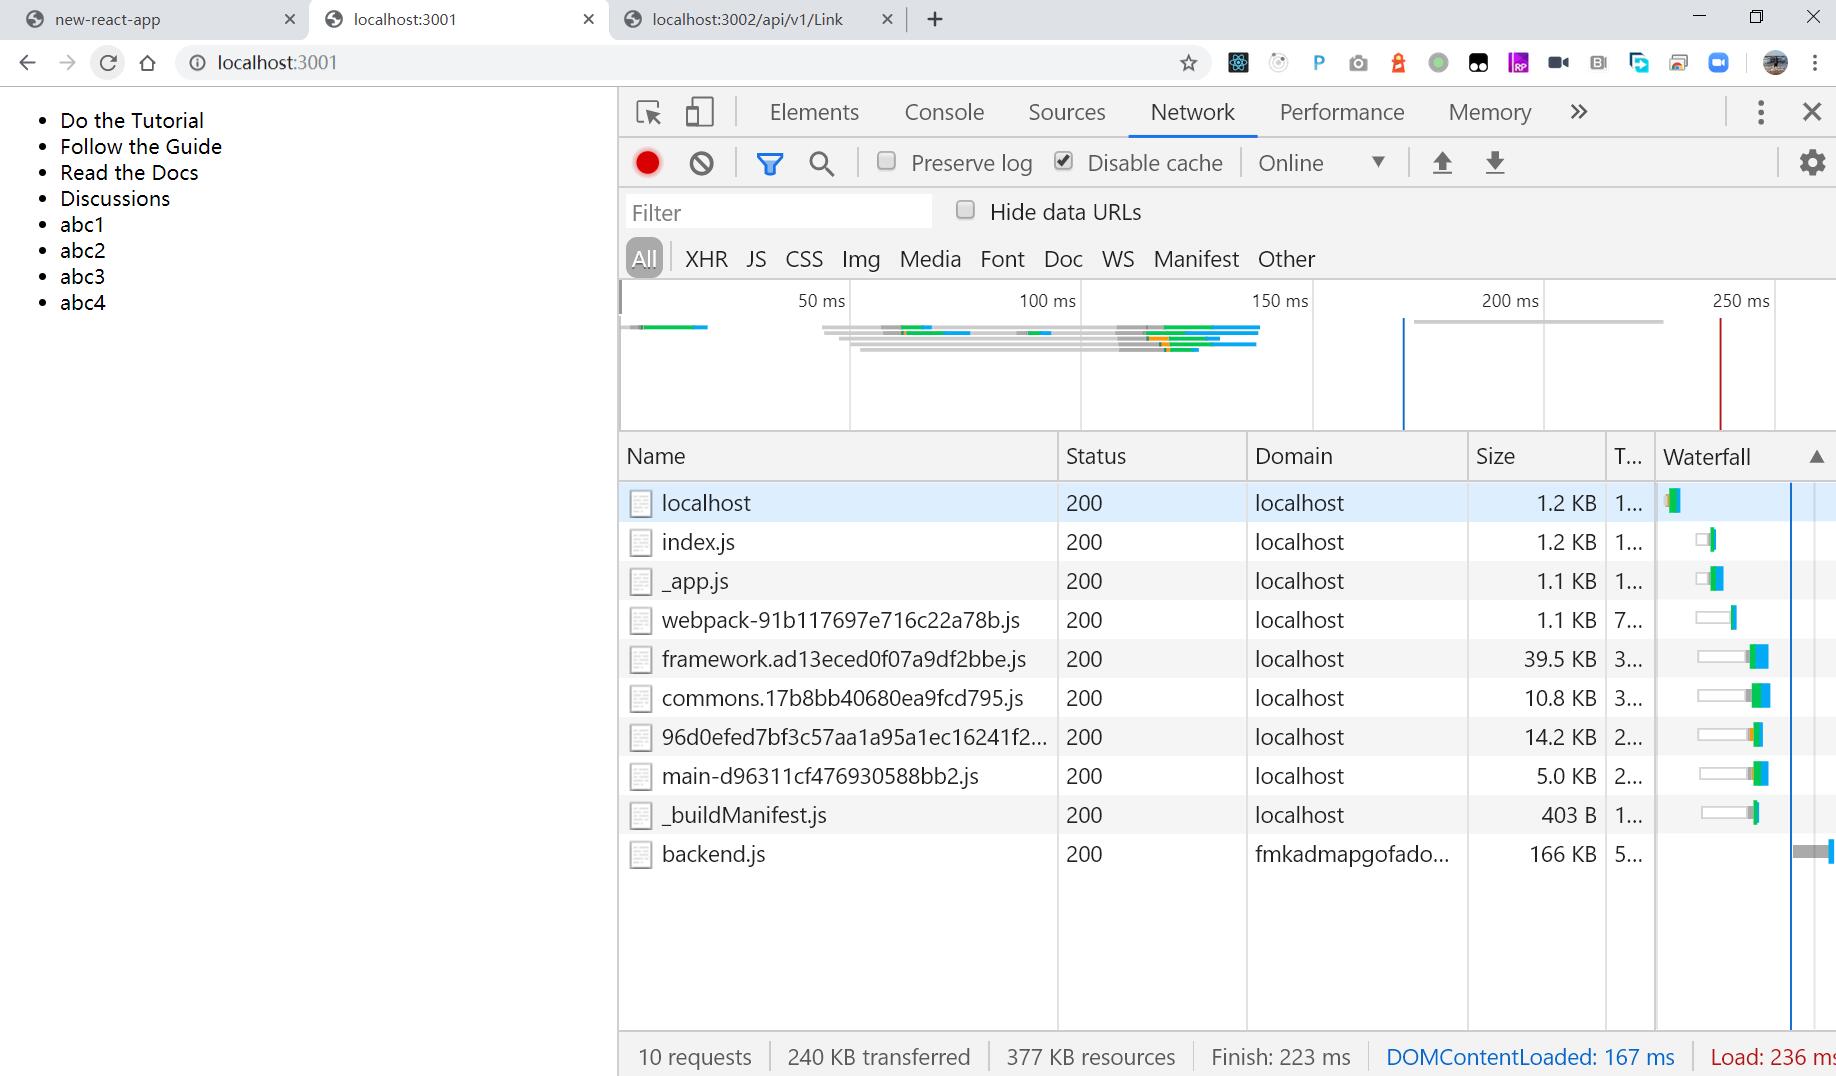 new-react-app
localhost:3001
localhost:3002/api/v1/Link
localhost:3001
Do the Tutorial
Follow the Guide
Read the Docs
Discussions
abc1
abc2
abc3
abc4
Elements Console Sources Network Performance Memory
Preserve log Disable cache Online
Filter Hide data URLs
All XHR JS CSS Img Media Font Doc WS Manifest Other
50 ms 100 ms 150 ms 200 ms 250 ms
Name Status Domain Size T... Waterfall
localhost 200 localhost 1.2 KB 1...
index.js 200 localhost 1.2 KB 1...
_app.js 200 localhost 1.1 KB 1...
webpack-91b117697e716c22a78b.js 200 localhost 1.1 KB 7...
framework.ad13eced0f07a9df2bbe.js 200 localhost 39.5 KB 3...
commons.17b8bb40680ea9fcd795.js 200 localhost 10.8 KB 3...
96d0efed7bf3c57aa1a95a1ec16241f2... 200 localhost 14.2 KB 2...
main-d96311cf476930588bb2.js 200 localhost 5.0 KB 2...
_buildManifest.js 200 localhost 403 B 1...
backend.js 200 fmkadmapgofado... 166 KB 5...
10 requests 240 KB transferred 377 KB resources Finish: 223 ms DOMContentLoaded: 167 ms Load: 236 ms